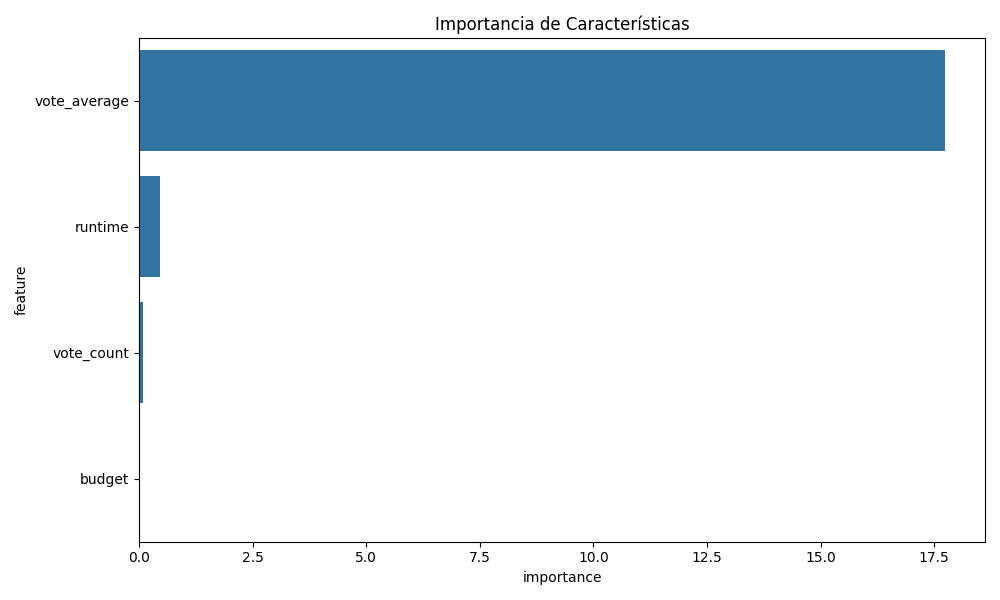 Importancia de Características
feature
vote_average
runtime
vote_count
budget
0.0 2.5 5.0 7.5 10.0 12.5 15.0 17.5
importance